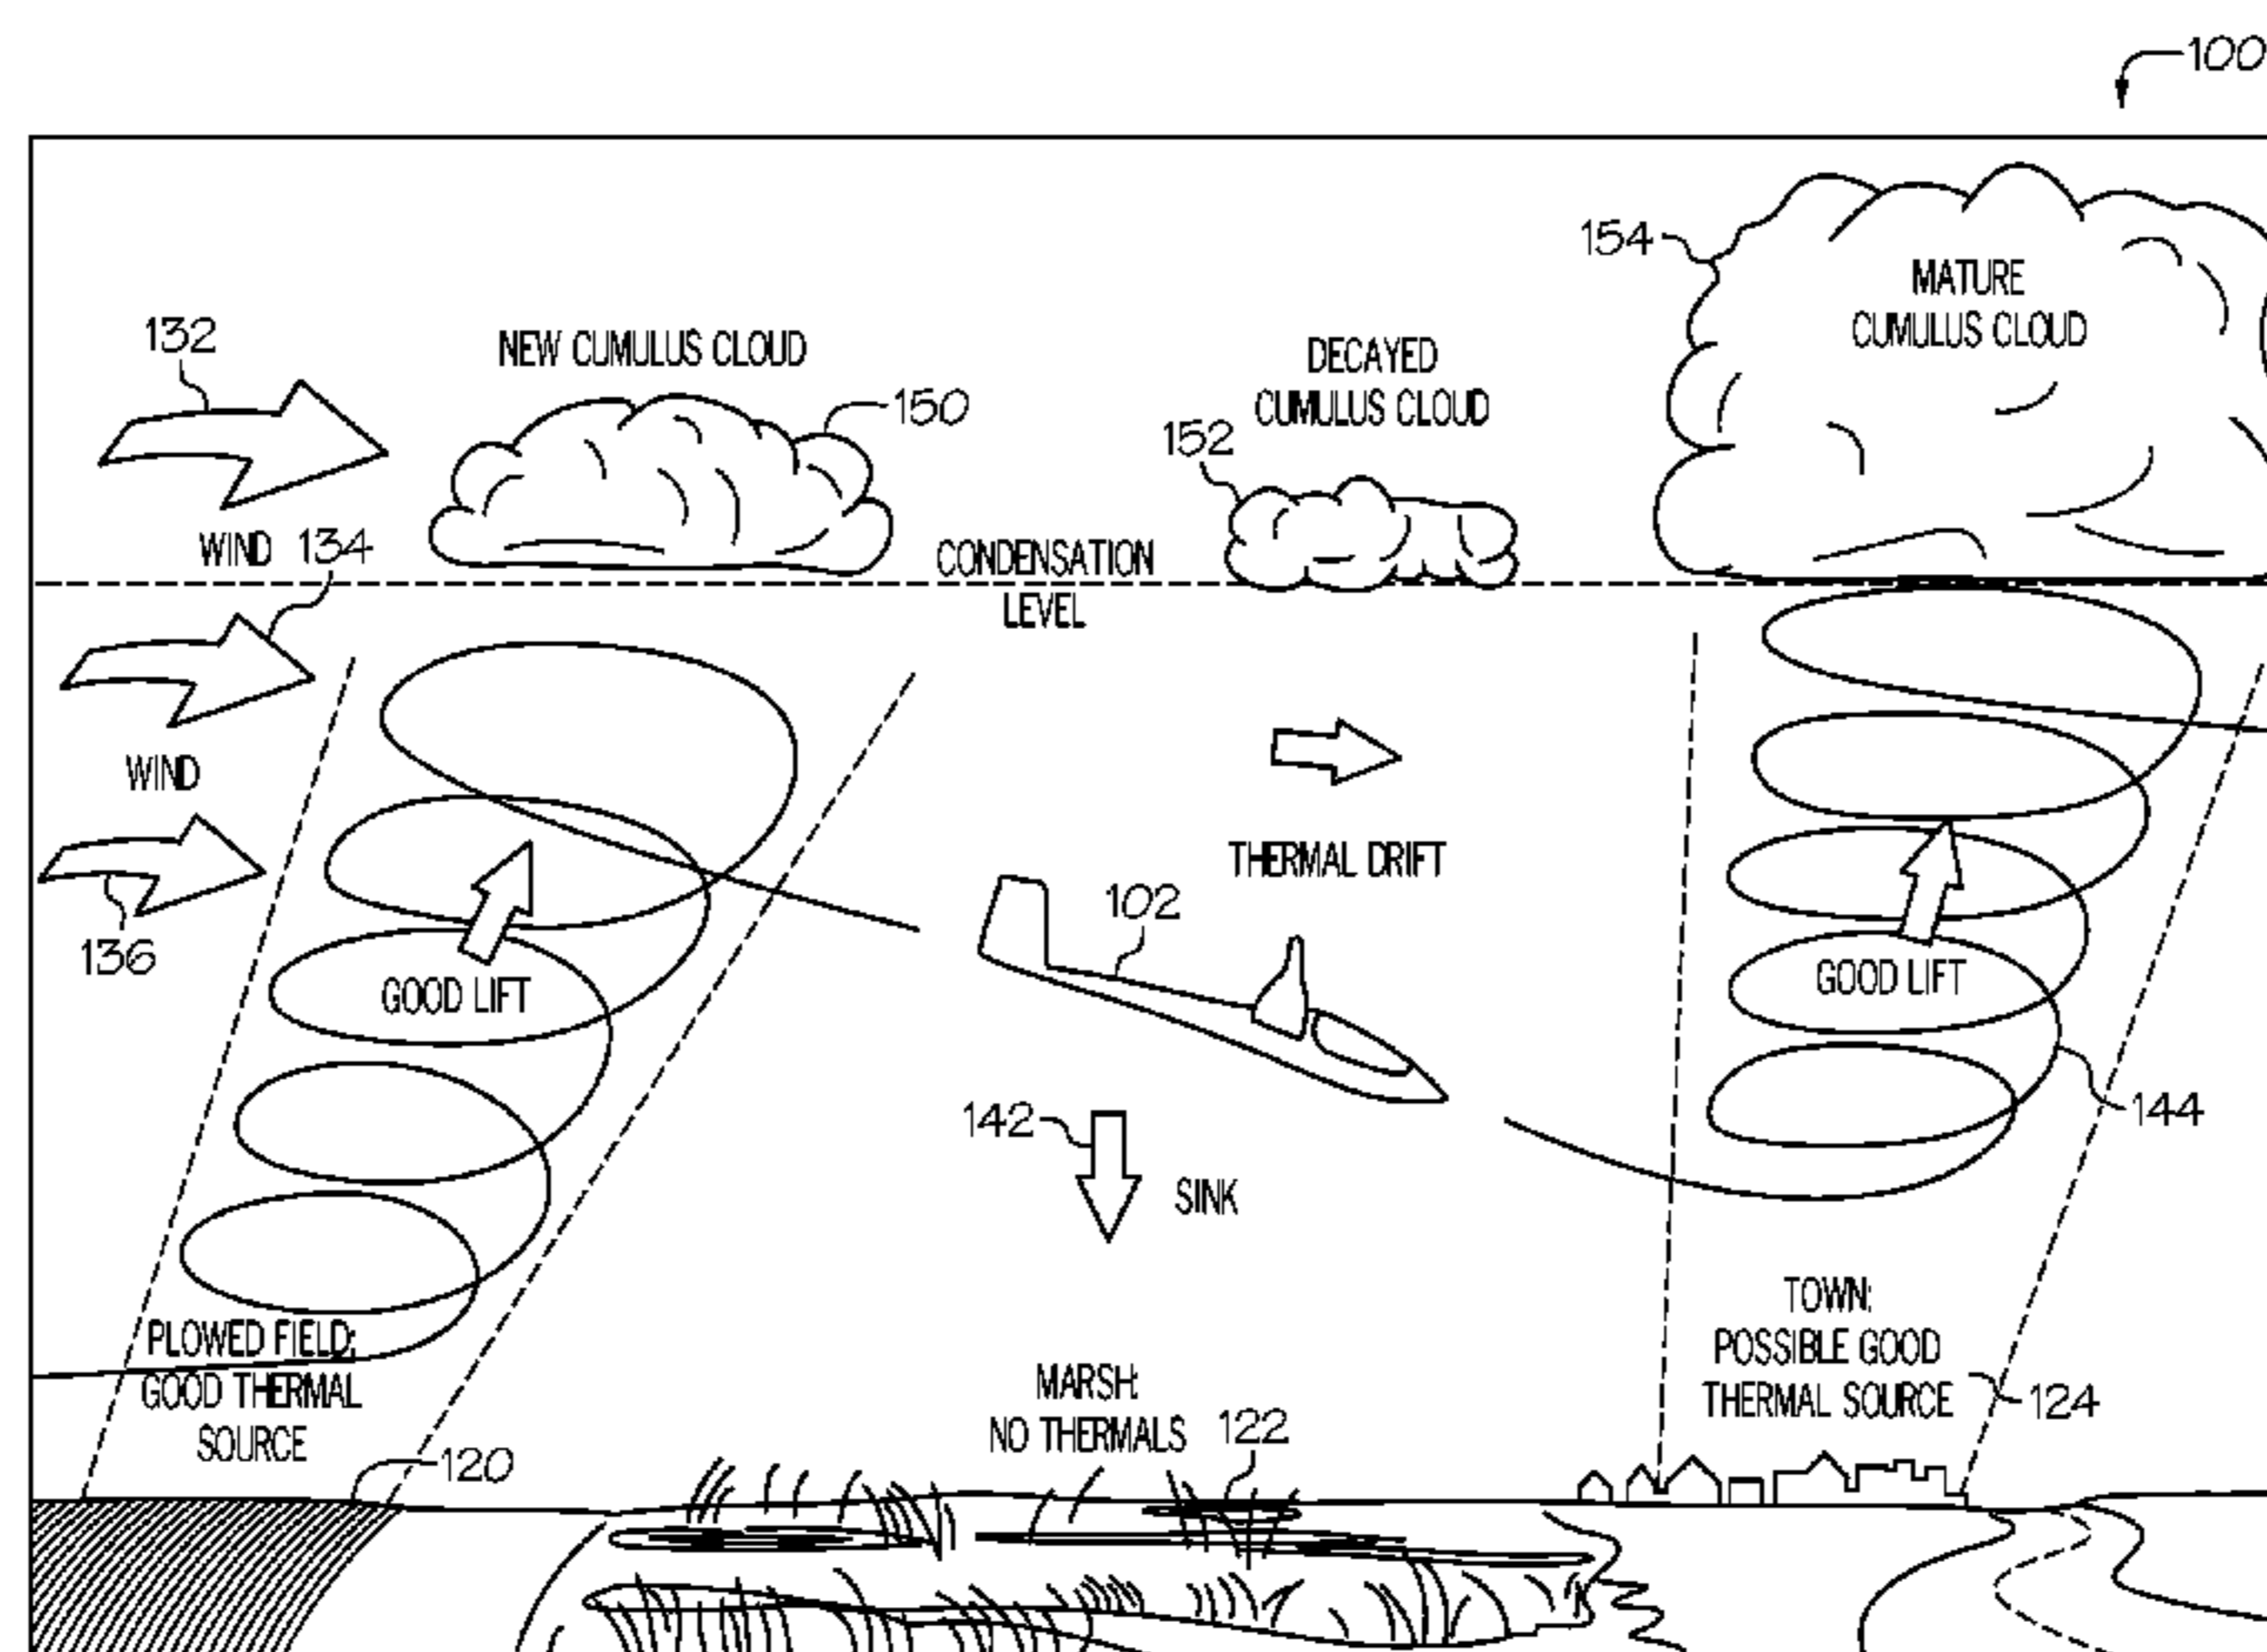 100
154
MATURE
CUMULUS CLOUD
132
NEW CUMULUS CLOUD
150
DECAYED
CUMULUS CLOUD
152
WIND 134
CONDENSATION
LEVEL
WIND
136
THERMAL DRIFT
102
GOOD LIFT
GOOD LIFT
142
SINK
144
PLOWED FIELD:
GOOD THERMAL
SOURCE
120
MARSH:
NO THERMALS
122
TOWN:
POSSIBLE GOOD
THERMAL SOURCE
124